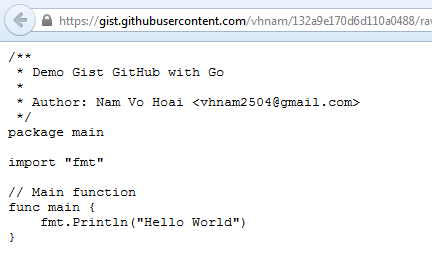 https://gist.githubusercontent.com/vhnam/132a9e170d6d110a0488/ra
/**
 * Demo Gist GitHub with Go
 *
 * Author: Nam Vo Hoai <vhnam2504@gmail.com>
 */
package main
import "fmt"
// Main function
func main {
    fmt.Println("Hello World")
}